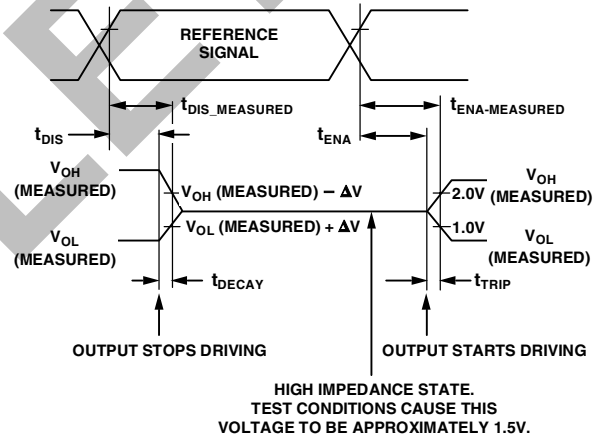 REFERENCE
SIGNAL
tDIS_MEASURED
tENA-MEASURED
tDIS
tENA
VOH
(MEASURED)
VOH (MEASURED) – ΔV
2.0V
VOH
(MEASURED)
VOL
(MEASURED)
VOL (MEASURED) + ΔV
1.0V
VOL
(MEASURED)
tDECAY
tTRIP
OUTPUT STOPS DRIVING
OUTPUT STARTS DRIVING
HIGH IMPEDANCE STATE.
TEST CONDITIONS CAUSE THIS
VOLTAGE TO BE APPROXIMATELY 1.5V.